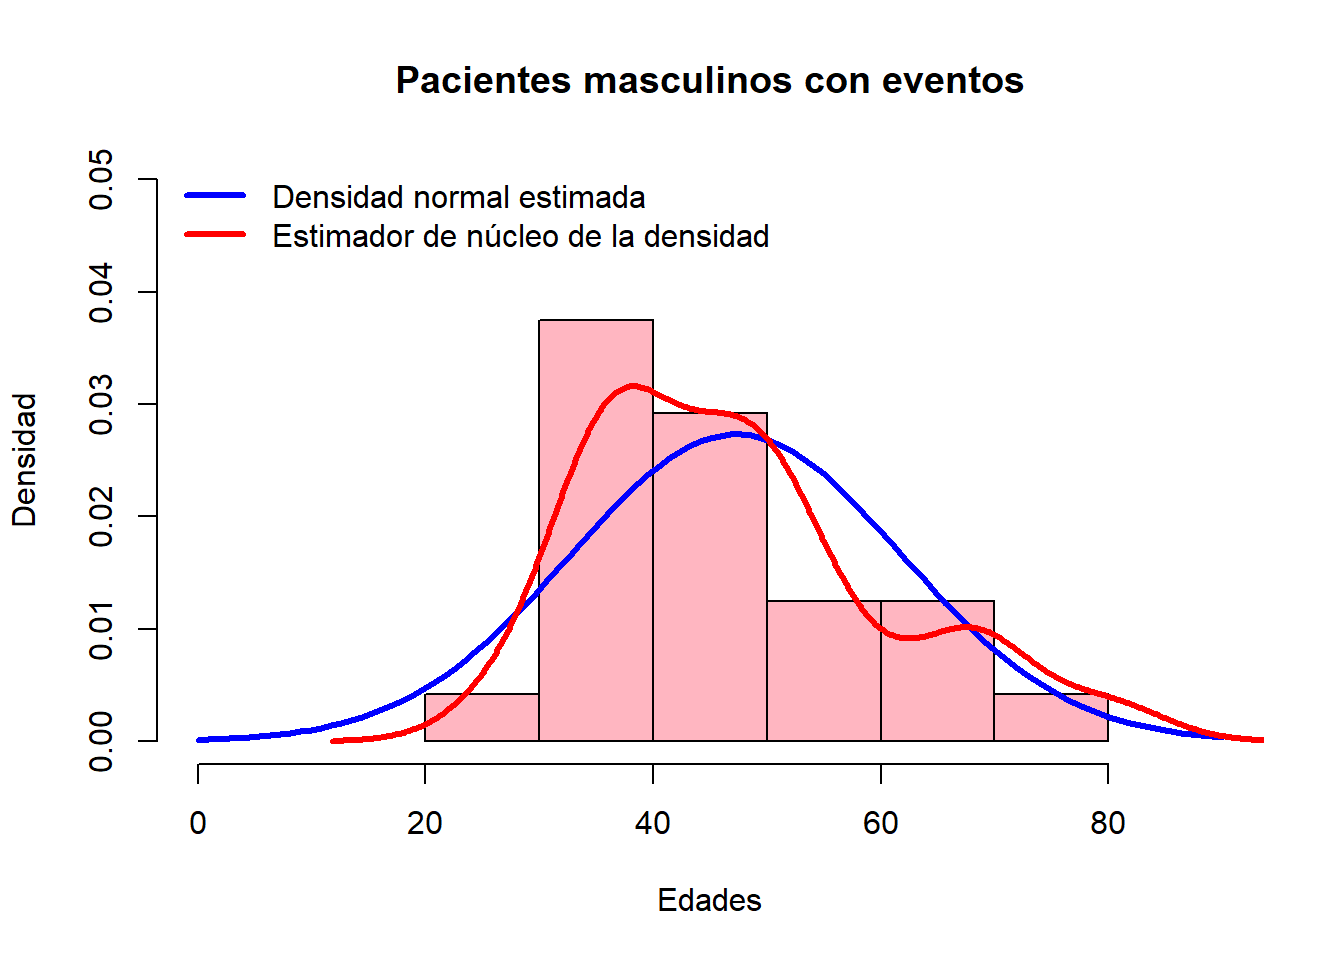 Pacientes masculinos con eventos
Densidad normal estimada
Estimador de núcleo de la densidad
Densidad
0.05
0.04
0.03
0.02
0.01
0.00
0 20 40 60 80
Edades